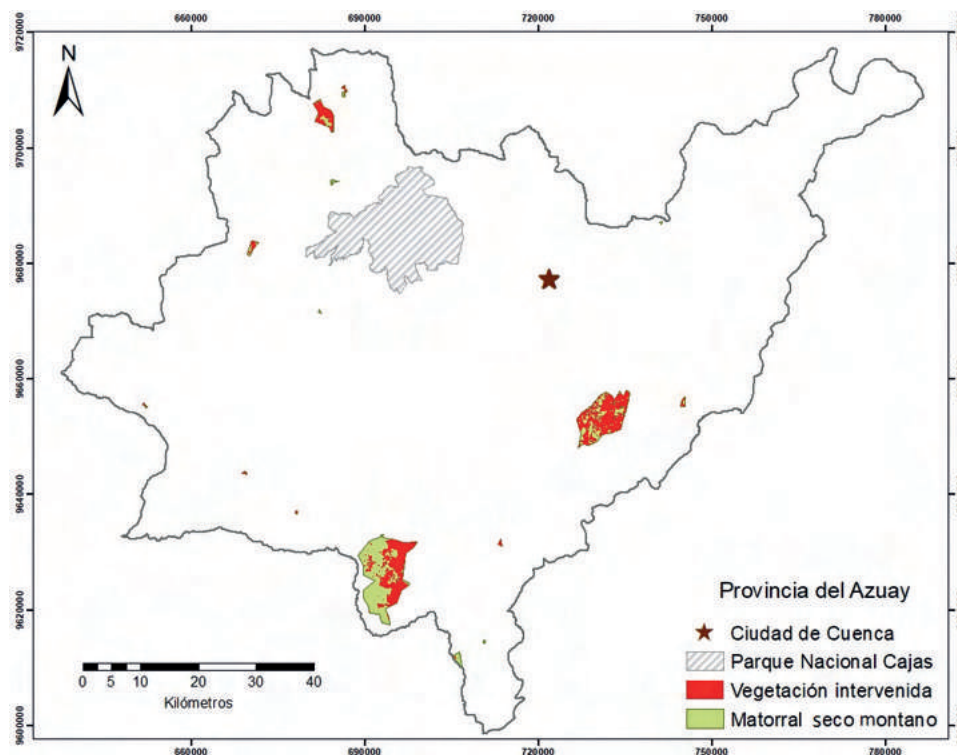 660000 690000 720000 750000 780000
9720000
9700000
9680000
9660000
9640000
9620000
9600000
N
Provincia del Azuay
Ciudad de Cuenca
Parque Nacional Cajas
Vegetación intervenida
Matorral seco montano
0 5 10 20 30 40
Kilómetros
660000 690000 720000 750000 780000